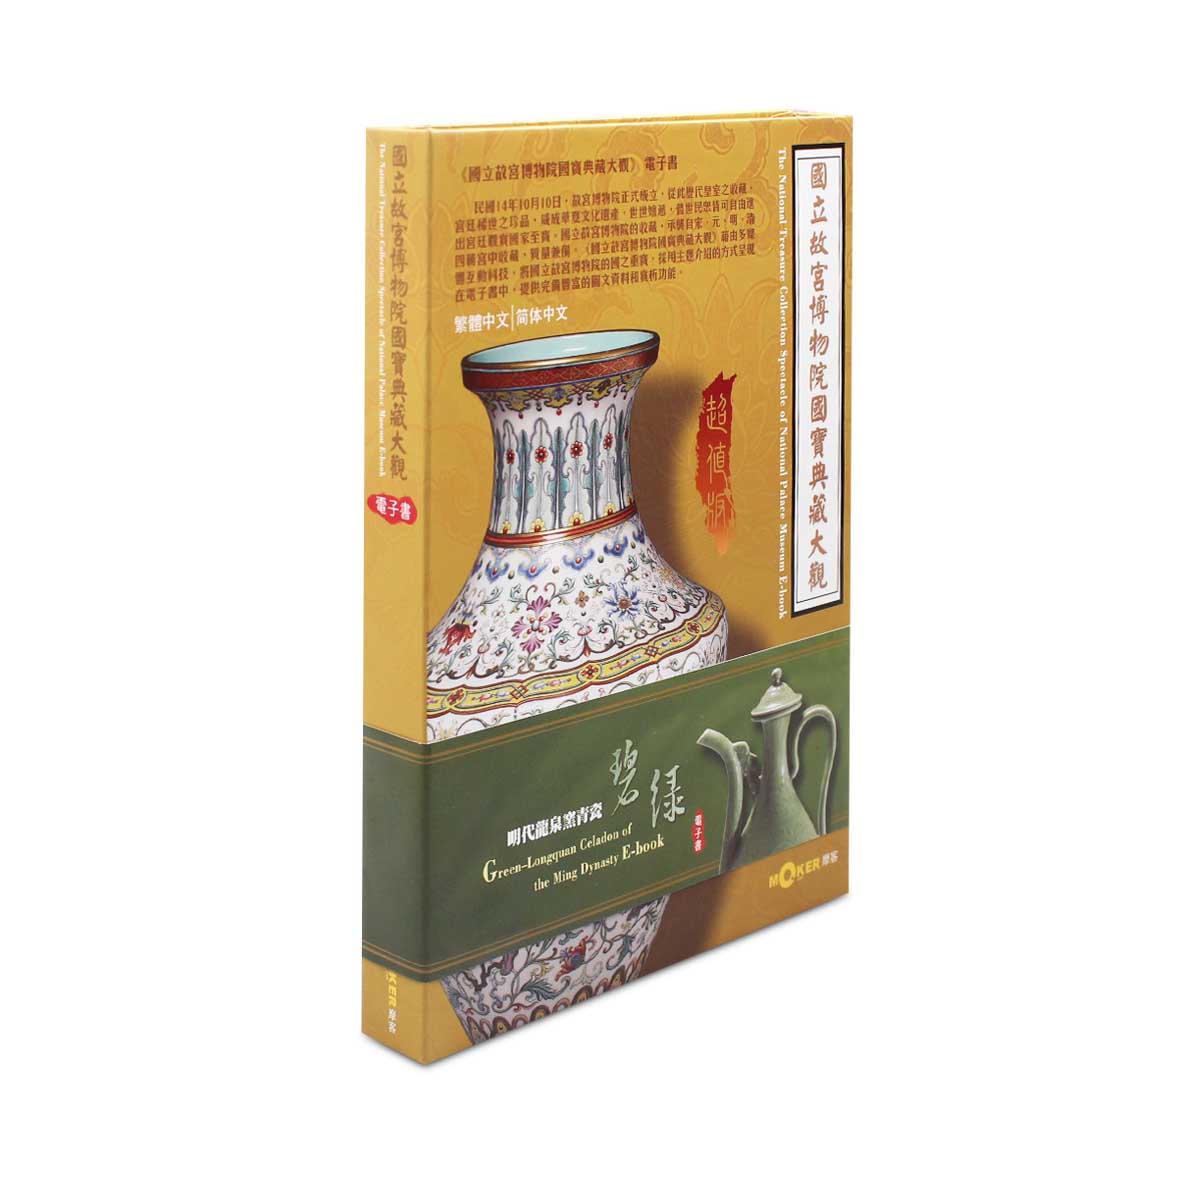 國立故宮博物院國寶典藏大觀
The National Treasure Collection Spectacle of National Palace Museum E-book
電子書
KER 摩客
《國立故宮博物院國寶典藏大觀》 電子書
民國14年10月10日，故宮博物院正式成立，從此歷代皇室之收藏，
宮廷稀世之珍品，咸成華夏文化遺產，世世嬗遞，普世民眾皆可自由進
出宮廷觀賞國家至寶。國立故宮博物院的收藏，承襲自宋、元、明、清
四朝宮中收藏，質量兼備。《國立故宮博物院國寶典藏大觀》藉由多媒
體互動科技，將國立故宮博物院的國之重寶，採用主題介紹的方式呈現
在電子書中，提供完備豐富的圖文資料和賞析功能。
繁體中文|简体中文
超值版
國立故宮博物院國寶典藏大觀
The National Treasure Collection Spectacle of National Palace Museum E-book
碧緑
明代龍泉窯青瓷
Green-Longquan Celadon of
the Ming Dynasty E-book
電子書
MOKER 摩客